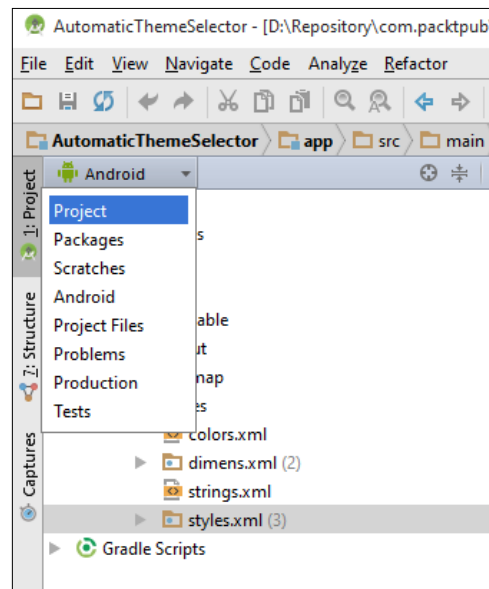 AutomaticThemeSelector - [D:\Repository\com.packtpub
File Edit View Navigate Code Analyze Refactor
AutomaticThemeSelector app src main
1: Project
Android
Project
Packages
Scratches
Android
Project Files
Problems
Production
Tests
s
able
ut
map
es
colors.xml
dimens.xml (2)
strings.xml
styles.xml (3)
Gradle Scripts
7: Structure
Captures